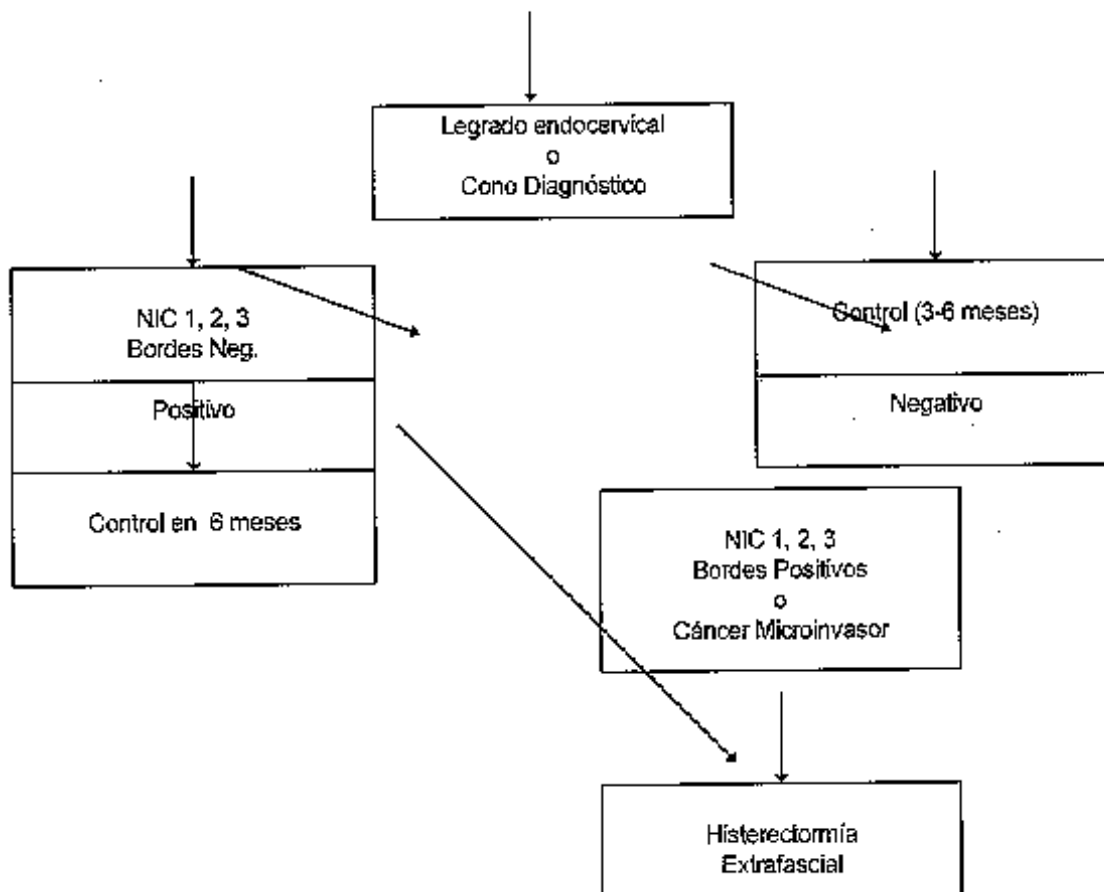 Legrado endocervical
o
Cono Diagnóstico
NIC 1, 2, 3
Bordes Neg.
Positivo
Control en 6 meses
Control (3-6 meses)
Negativo
NIC 1, 2, 3
Bordes Positivos
o
Cáncer Microinvasor
Histerectormía
Extrafascial